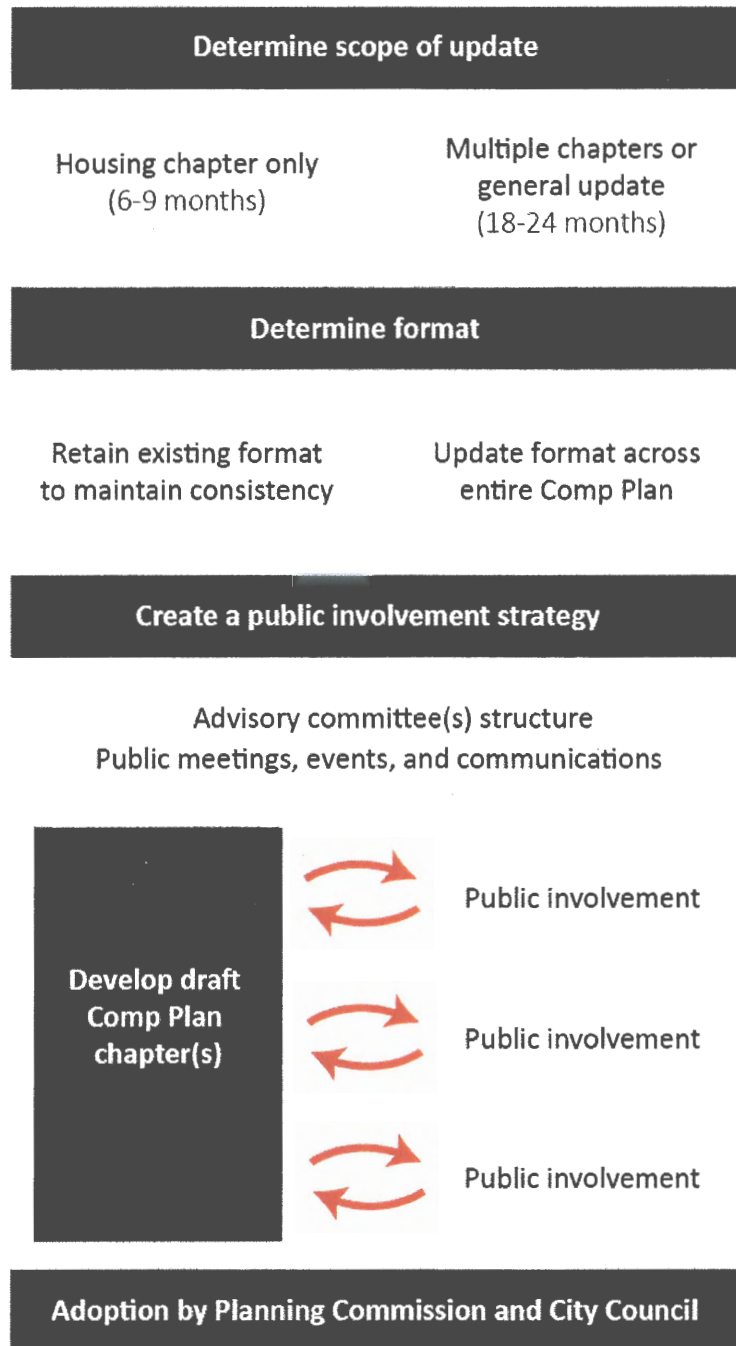 Determine scope of update
Housing chapter only
(6-9 months)
Multiple chapters or
general update
(18-24 months)
Determine format
Retain existing format
to maintain consistency
Update format across
entire Comp Plan
Create a public involvement strategy
Advisory committee(s) structure
Public meetings, events, and communications
Develop draft
Comp Plan
chapter(s)
Public involvement
Public involvement
Public involvement
Adoption by Planning Commission and City Council